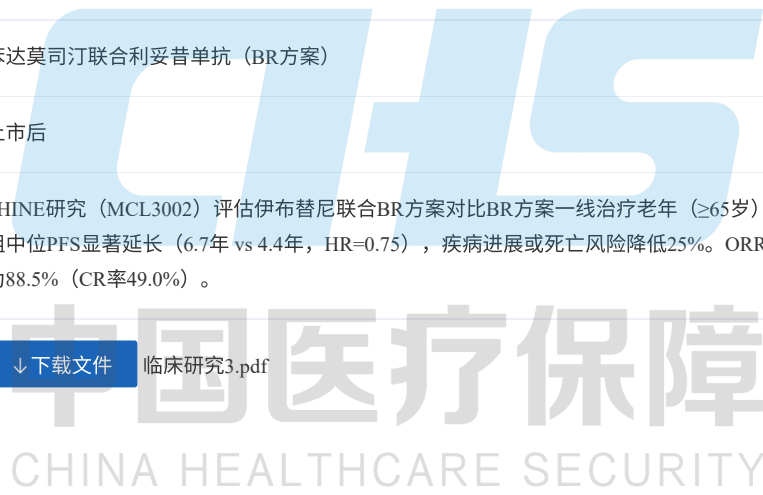 苯达莫司汀联合利妥昔单抗（BR方案）
上市后
HINE研究（MCL3002）评估伊布替尼联合BR方案对比BR方案一线治疗老年（≥65岁）
组中位PFS显著延长（6.7年 vs 4.4年，HR=0.75），疾病进展或死亡风险降低25%。ORR
为88.5%（CR率49.0%）。
↓下载文件 临床研究3.pdf
CHS
中国医疗保障
CHINA HEALTHCARE SECURITY